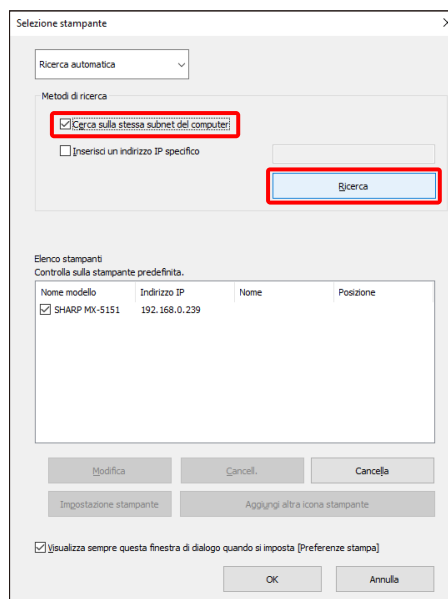 Selezione stampante
Ricerca automatica
Metodi di ricerca
Cerca sulla stessa subnet del computer
Inserisci un indirizzo IP specifico
Ricerca
Elenco stampanti
Controlla sulla stampante predefinita.
Nome modello Indirizzo IP Nome Posizione
SHARP MX-5151 192.168.0.239
Modifica Cancell. Cancella
Impostazione stampante Aggiungi altra icona stampante
Visualizza sempre questa finestra di dialogo quando si imposta [Preferenze stampa]
OK Annulla